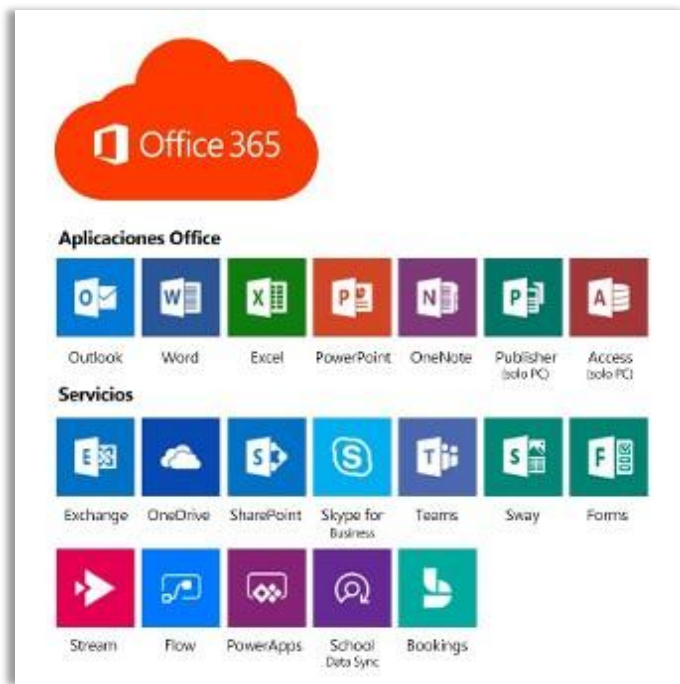 Office 365
Aplicaciones Office
Outlook Word Excel PowerPoint OneNote Publisher Access
(solo PC) (solo PC)
Servicios
Exchange OneDrive SharePoint Skype for Teams Sway Forms
Business
Stream Flow PowerApps School Bookings
Data Sync